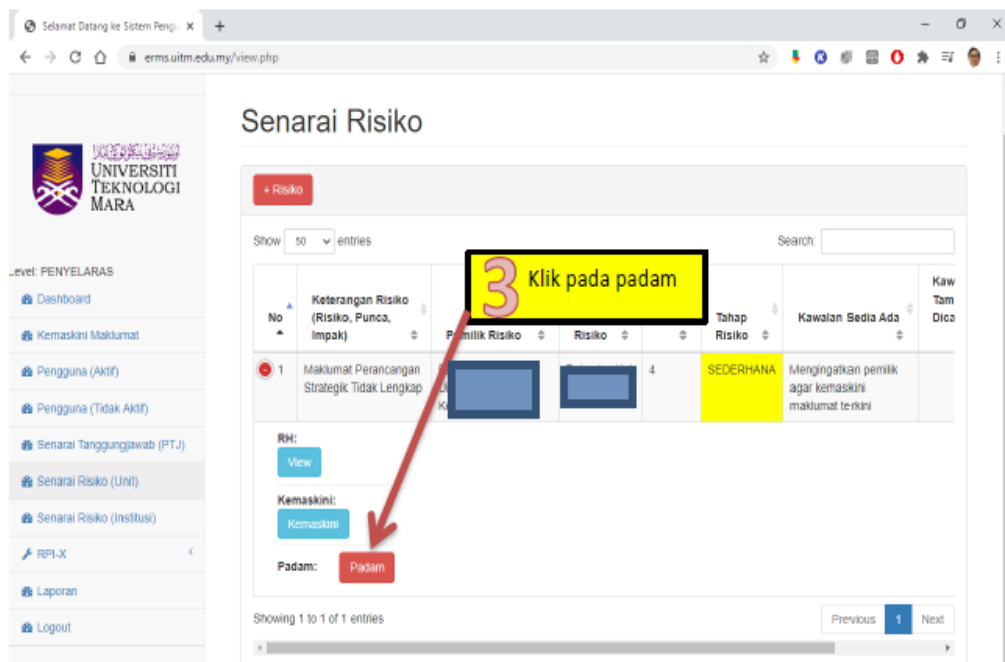 Selamat Datang ke Sistem Pengu
erms.uitm.edu.my/view.php
UNIVERSITI
TEKNOLOGI
MARA
Level: PENYELARAS
Dashboard
Kemaskini Maklumat
Pengguna (Aktif)
Pengguna (Tidak Aktif)
Senarai Tanggungjawab (PTJ)
Senarai Risiko (Unit)
Senarai Risiko (Institusi)
RPI-X
Laporan
Logout
Senarai Risiko
+ Risiko
Show 50 entries
Search:
3 Klik pada padam
No
Keterangan Risiko
(Risiko, Punca,
Impak)
Pemilik Risiko
Risiko
Tahap
Risiko
Kawalan Sedia Ada
Kaw
Tam
Dica
1
Maklumat Perancangan
Strategik Tidak Lengkap
4
SEDERHANA
Mengingatkan pemilik
agar kemaskini
maklumat terkini
RH:
View
Kemaskini:
Kemaskini
Padam: Padam
Showing 1 to 1 of 1 entries
Previous 1 Next